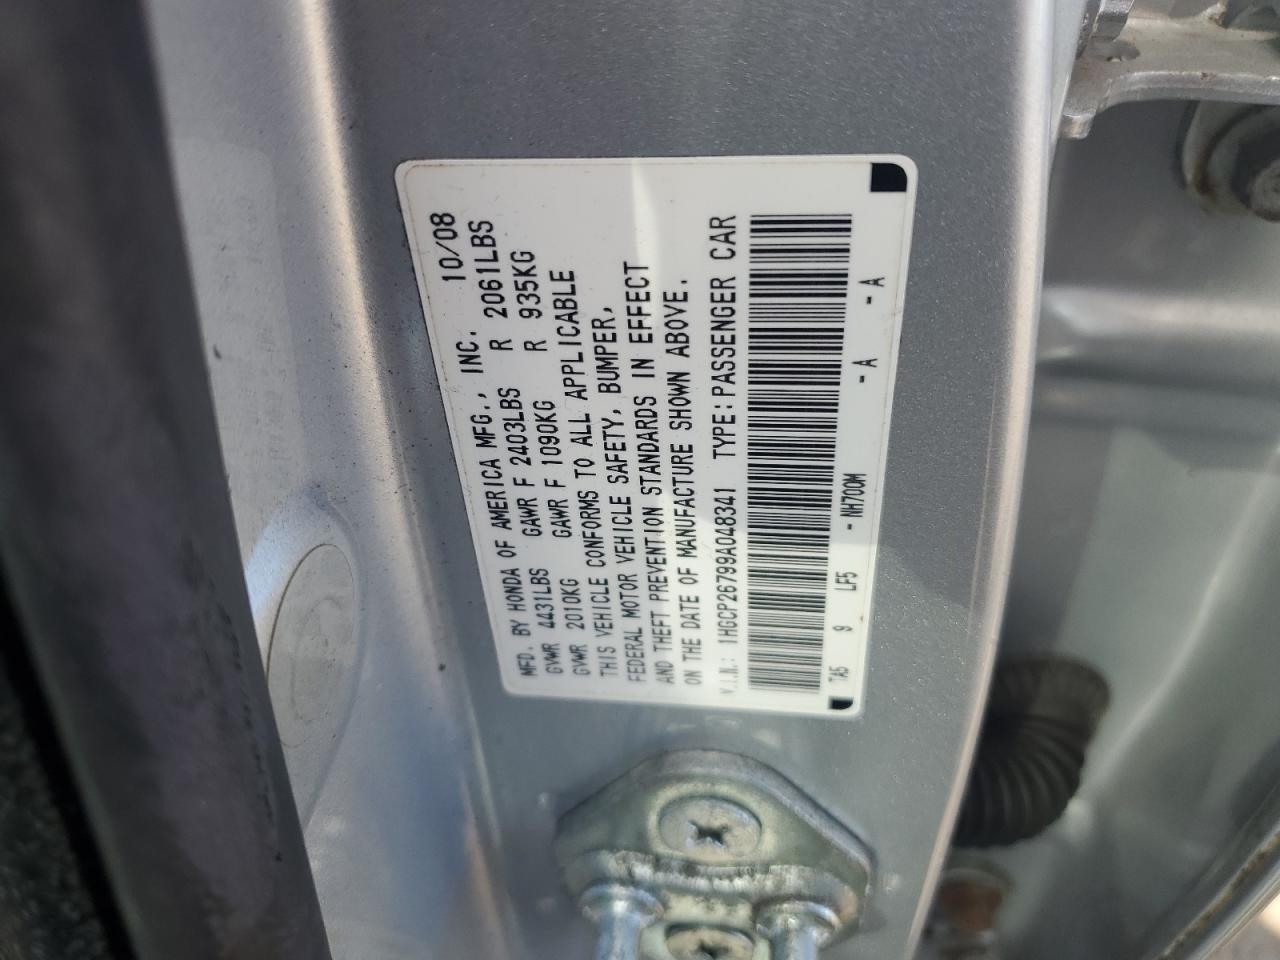 MFD. BY HONDA OF AMERICA MFG., INC. 10/08
GVWR 4431LBS GAWR F 2403LBS R 2061LBS
GVWR 2010KG GAWR F 1090KG R 935KG
THIS VEHICLE CONFORMS TO ALL APPLICABLE
FEDERAL MOTOR VEHICLE SAFETY, BUMPER,
AND THEFT PREVENTION STANDARDS IN EFFECT
ON THE DATE OF MANUFACTURE SHOWN ABOVE.
V.I.N.: 1HGCP26799A048341 TYPE: PASSENGER CAR
TA5 9 LF5 - NH700M - A - A